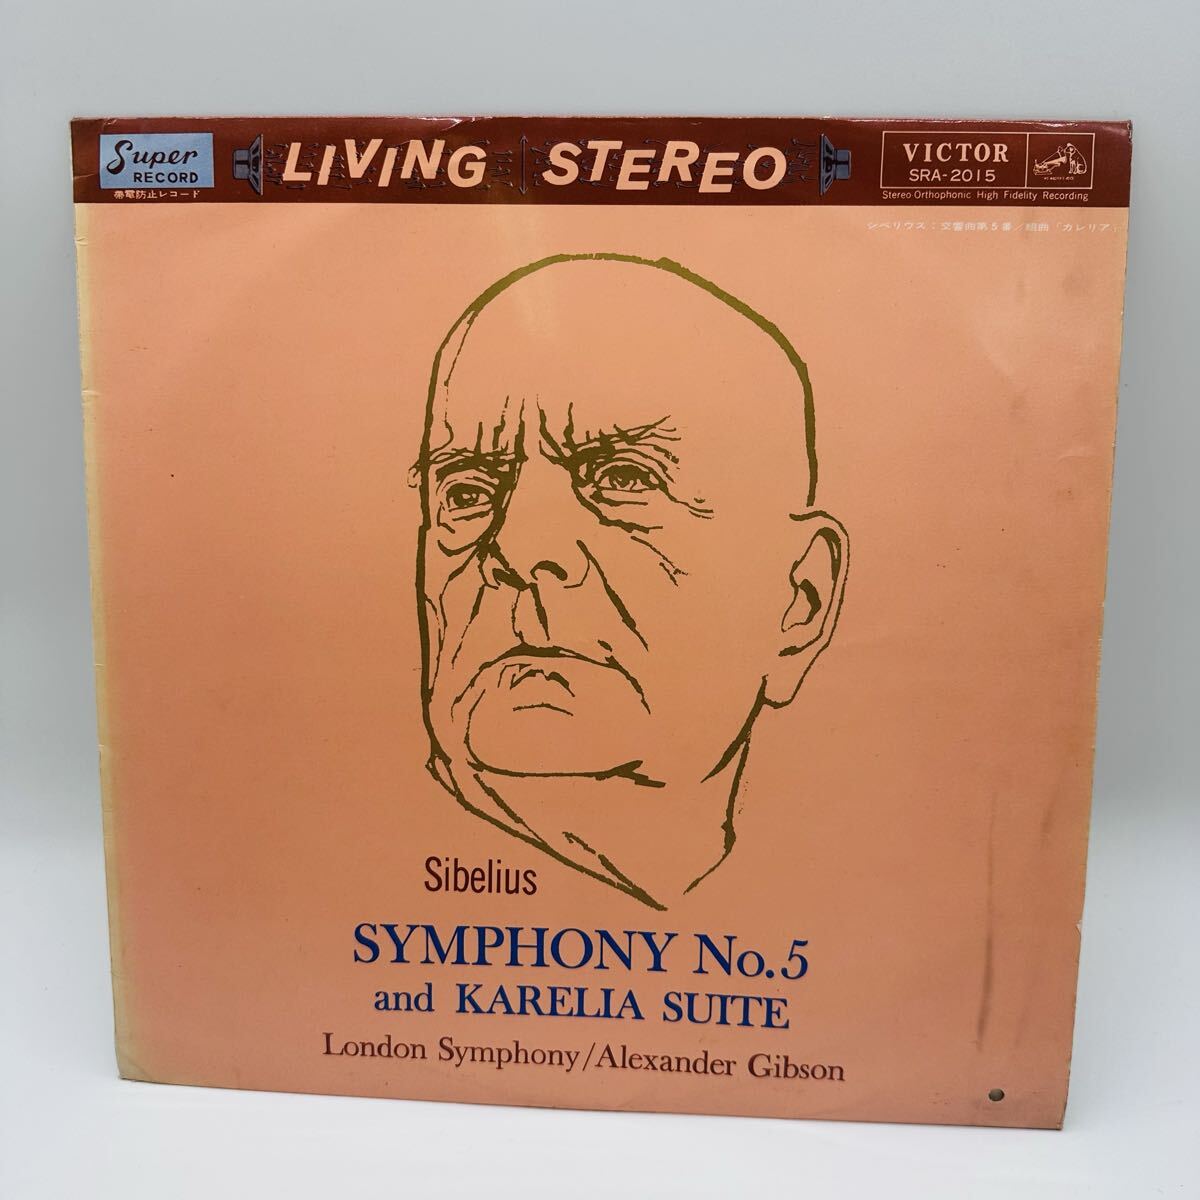 Super
RECORD
帯電防止レコード
LIVING STEREO
VICTOR
SRA-2015
Stereo-Orthophonic High Fidelity Recording
シベリウス：交響曲第5番／組曲「カレリア」
Sibelius
SYMPHONY No.5
and KARELIA SUITE
London Symphony/Alexander Gibson